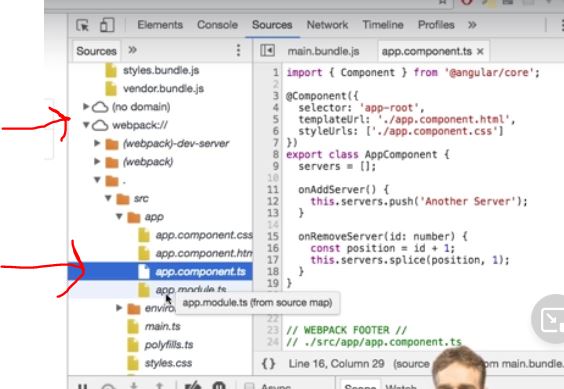 Elements Console Sources Network Timeline Profiles »
Sources »
main.bundle.js app.component.ts ×
styles.bundle.js
vendor.bundle.js
(no domain)
webpack://
(webpack)-dev-server
(webpack)
.
src
app
app.component.css
app.component.htm
app.component.ts
app.module.ts
enviro
main.ts
polyfills.ts
styles.css
app.module.ts (from source map)
1 import { Component } from '@angular/core';
2
3 @Component({
4 selector: 'app-root',
5 templateUrl: './app.component.html',
6 styleUrls: ['./app.component.css']
7 })
8 export class AppComponent {
9 servers = [];
10
11 onAddServer() {
12 this.servers.push('Another Server');
13 }
14
15 onRemoveServer(id: number) {
16 const position = id + 1;
17 this.servers.splice(position, 1);
18 }
19 }
23 // WEBPACK FOOTER //
24 // ./src/app/app.component.ts
{} Line 16, Column 29 (source om main.bundle.
Async Scope Watch